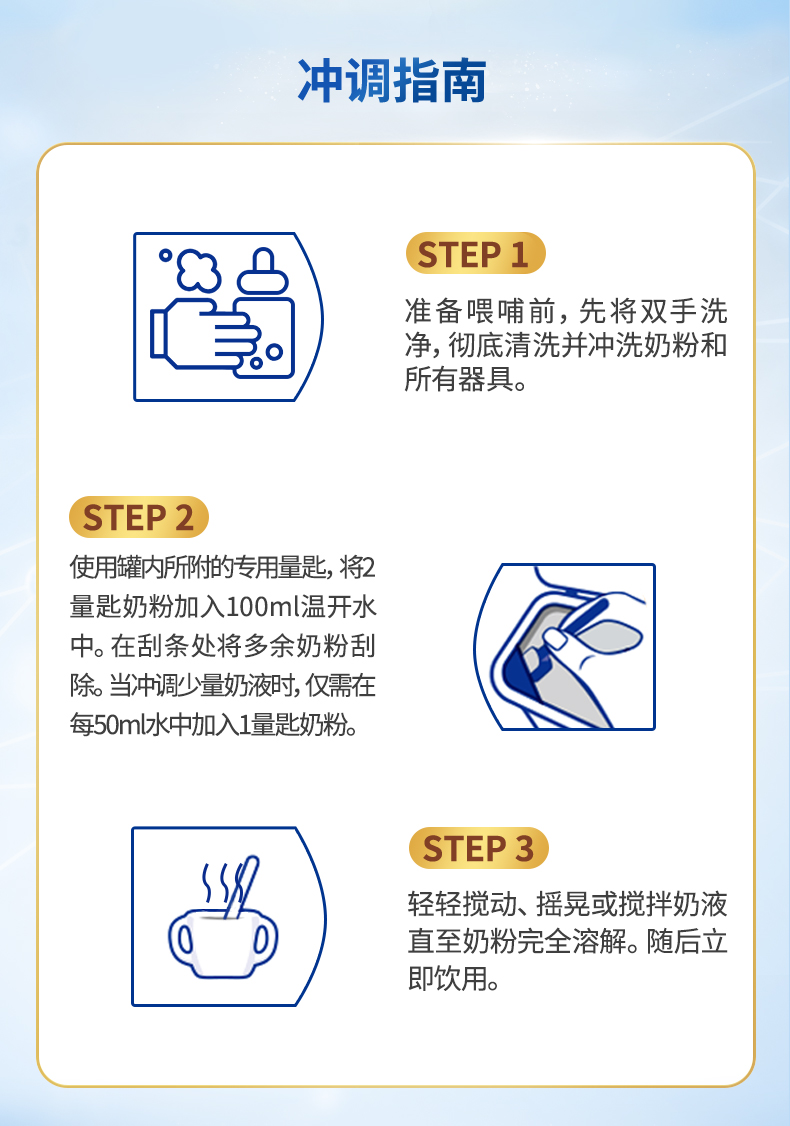 冲调指南
STEP 1
准备喂哺前，先将双手洗
净，彻底清洗并冲洗奶粉和
所有器具。
STEP 2
使用罐内所附的专用量匙，将2
量匙奶粉加入100ml温开水
中。在刮条处将多余奶粉刮
除。当冲调少量奶液时，仅需在
每50ml水中加入1量匙奶粉。
STEP 3
轻轻搅动、摇晃或搅拌奶液
直至奶粉完全溶解。随后立
即饮用。